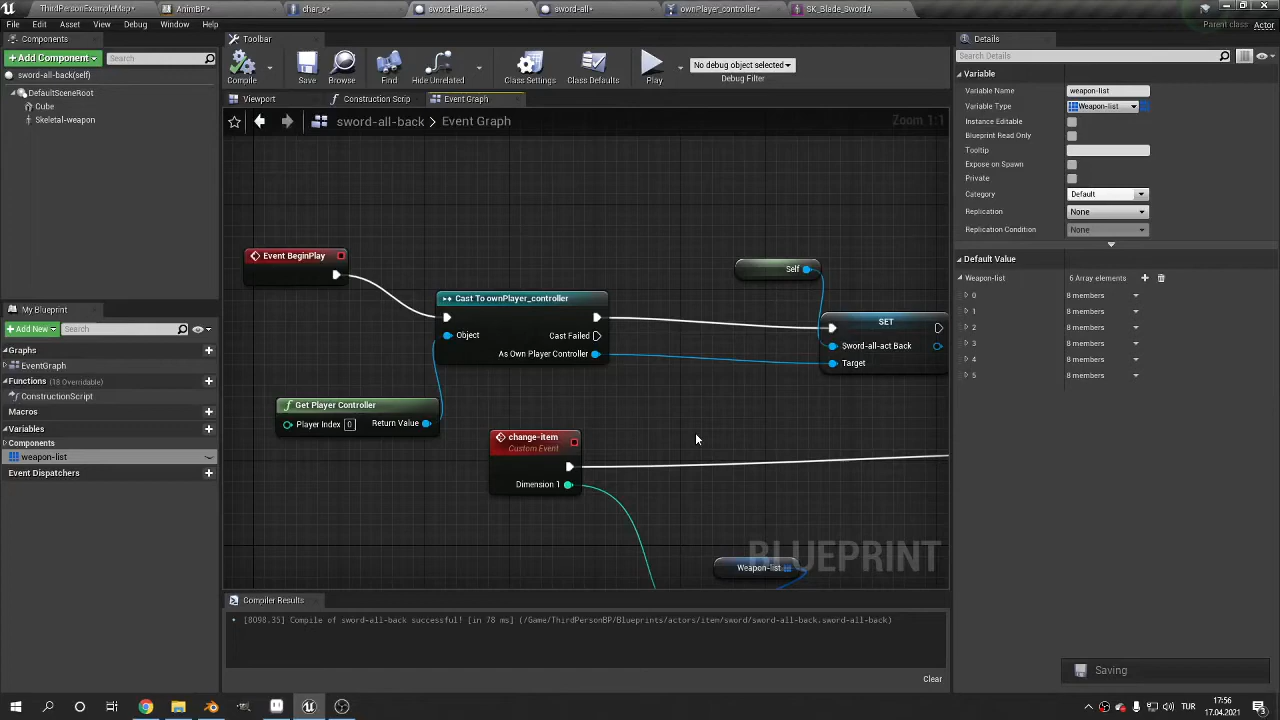 ThirdPersonExampleMap•
AnimBP•
char_x•
sword-all-back•
sword-all•
ownPlayer_controller•
SK_Blade_SwordA
File Edit Asset View Debug Window Help
Parent class: Actor
Components
+Add Component Search
sword-all-back(self)
DefaultSceneRoot
Cube
Skeletal-weapon
My Blueprint
+Add New Search
Graphs
EventGraph
Functions (18 Overridable)
ConstructionScript
Macros
Variables
Components
weapon-list
Event Dispatchers
Toolbar
Compile Save Browse Find Hide Unrelated Class Settings Class Defaults Play
No debug object selected
Debug Filter
Viewport Construction Scrip Event Graph
sword-all-back > Event Graph
Zoom 1:1
Event BeginPlay
Self
Cast To ownPlayer_controller
Object Cast Failed
As Own Player Controller
SET
Sword-all-act Back
Target
Get Player Controller
Player Index 0 Return Value
change-item
Custom Event
Dimension 1
Weapon-list
BLUEPRINT
Compiler Results
• [8098.35] Compile of sword-all-back successful! [in 78 ms] (/Game/ThirdPersonBP/Blueprints/actors/item/sword/sword-all-back.sword-all-back)
Clear
Details
Search Details
Variable
Variable Name weapon-list
Variable Type Weapon-list
Instance Editable
Blueprint Read Only
Tooltip
Expose on Spawn
Private
Category Default
Replication None
Replication Condition None
Default Value
Weapon-list 6 Array elements
0 8 members
1 8 members
2 8 members
3 8 members
4 8 members
5 8 members
Saving
TUR
17:56
17.04.2021
3